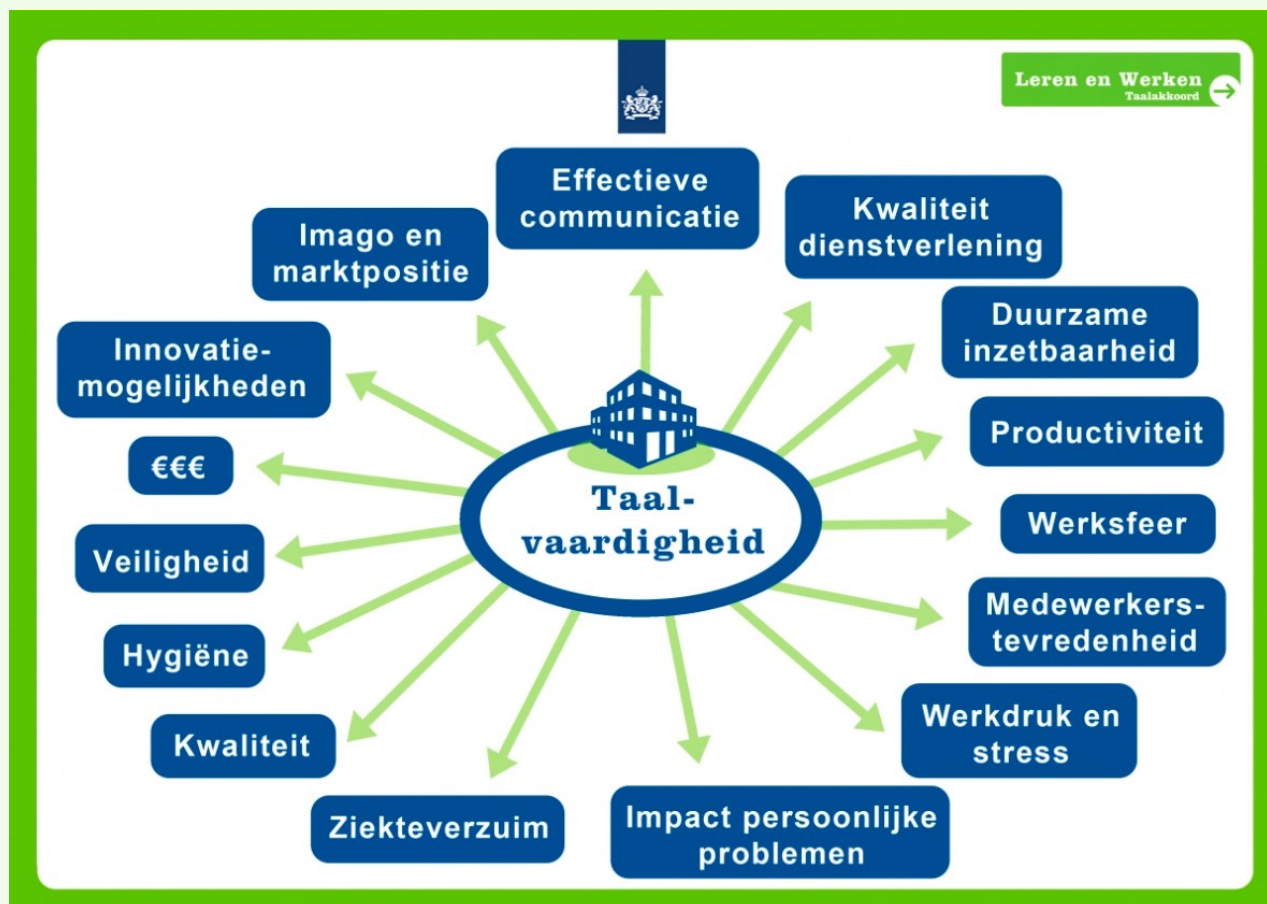 Leren en Werken
Taalakkoord
Effectieve
communicatie
Kwaliteit
dienstverlening
Imago en
marktpositie
Duurzame
inzetbaarheid
Innovatie-
mogelijkheden
Productiviteit
€€€
Taal-
vaardigheid
Werksfeer
Veiligheid
Medewerkers-
tevredenheid
Hygiëne
Werkdruk en
stress
Kwaliteit
Impact persoonlijke
problemen
Ziekteverzuim